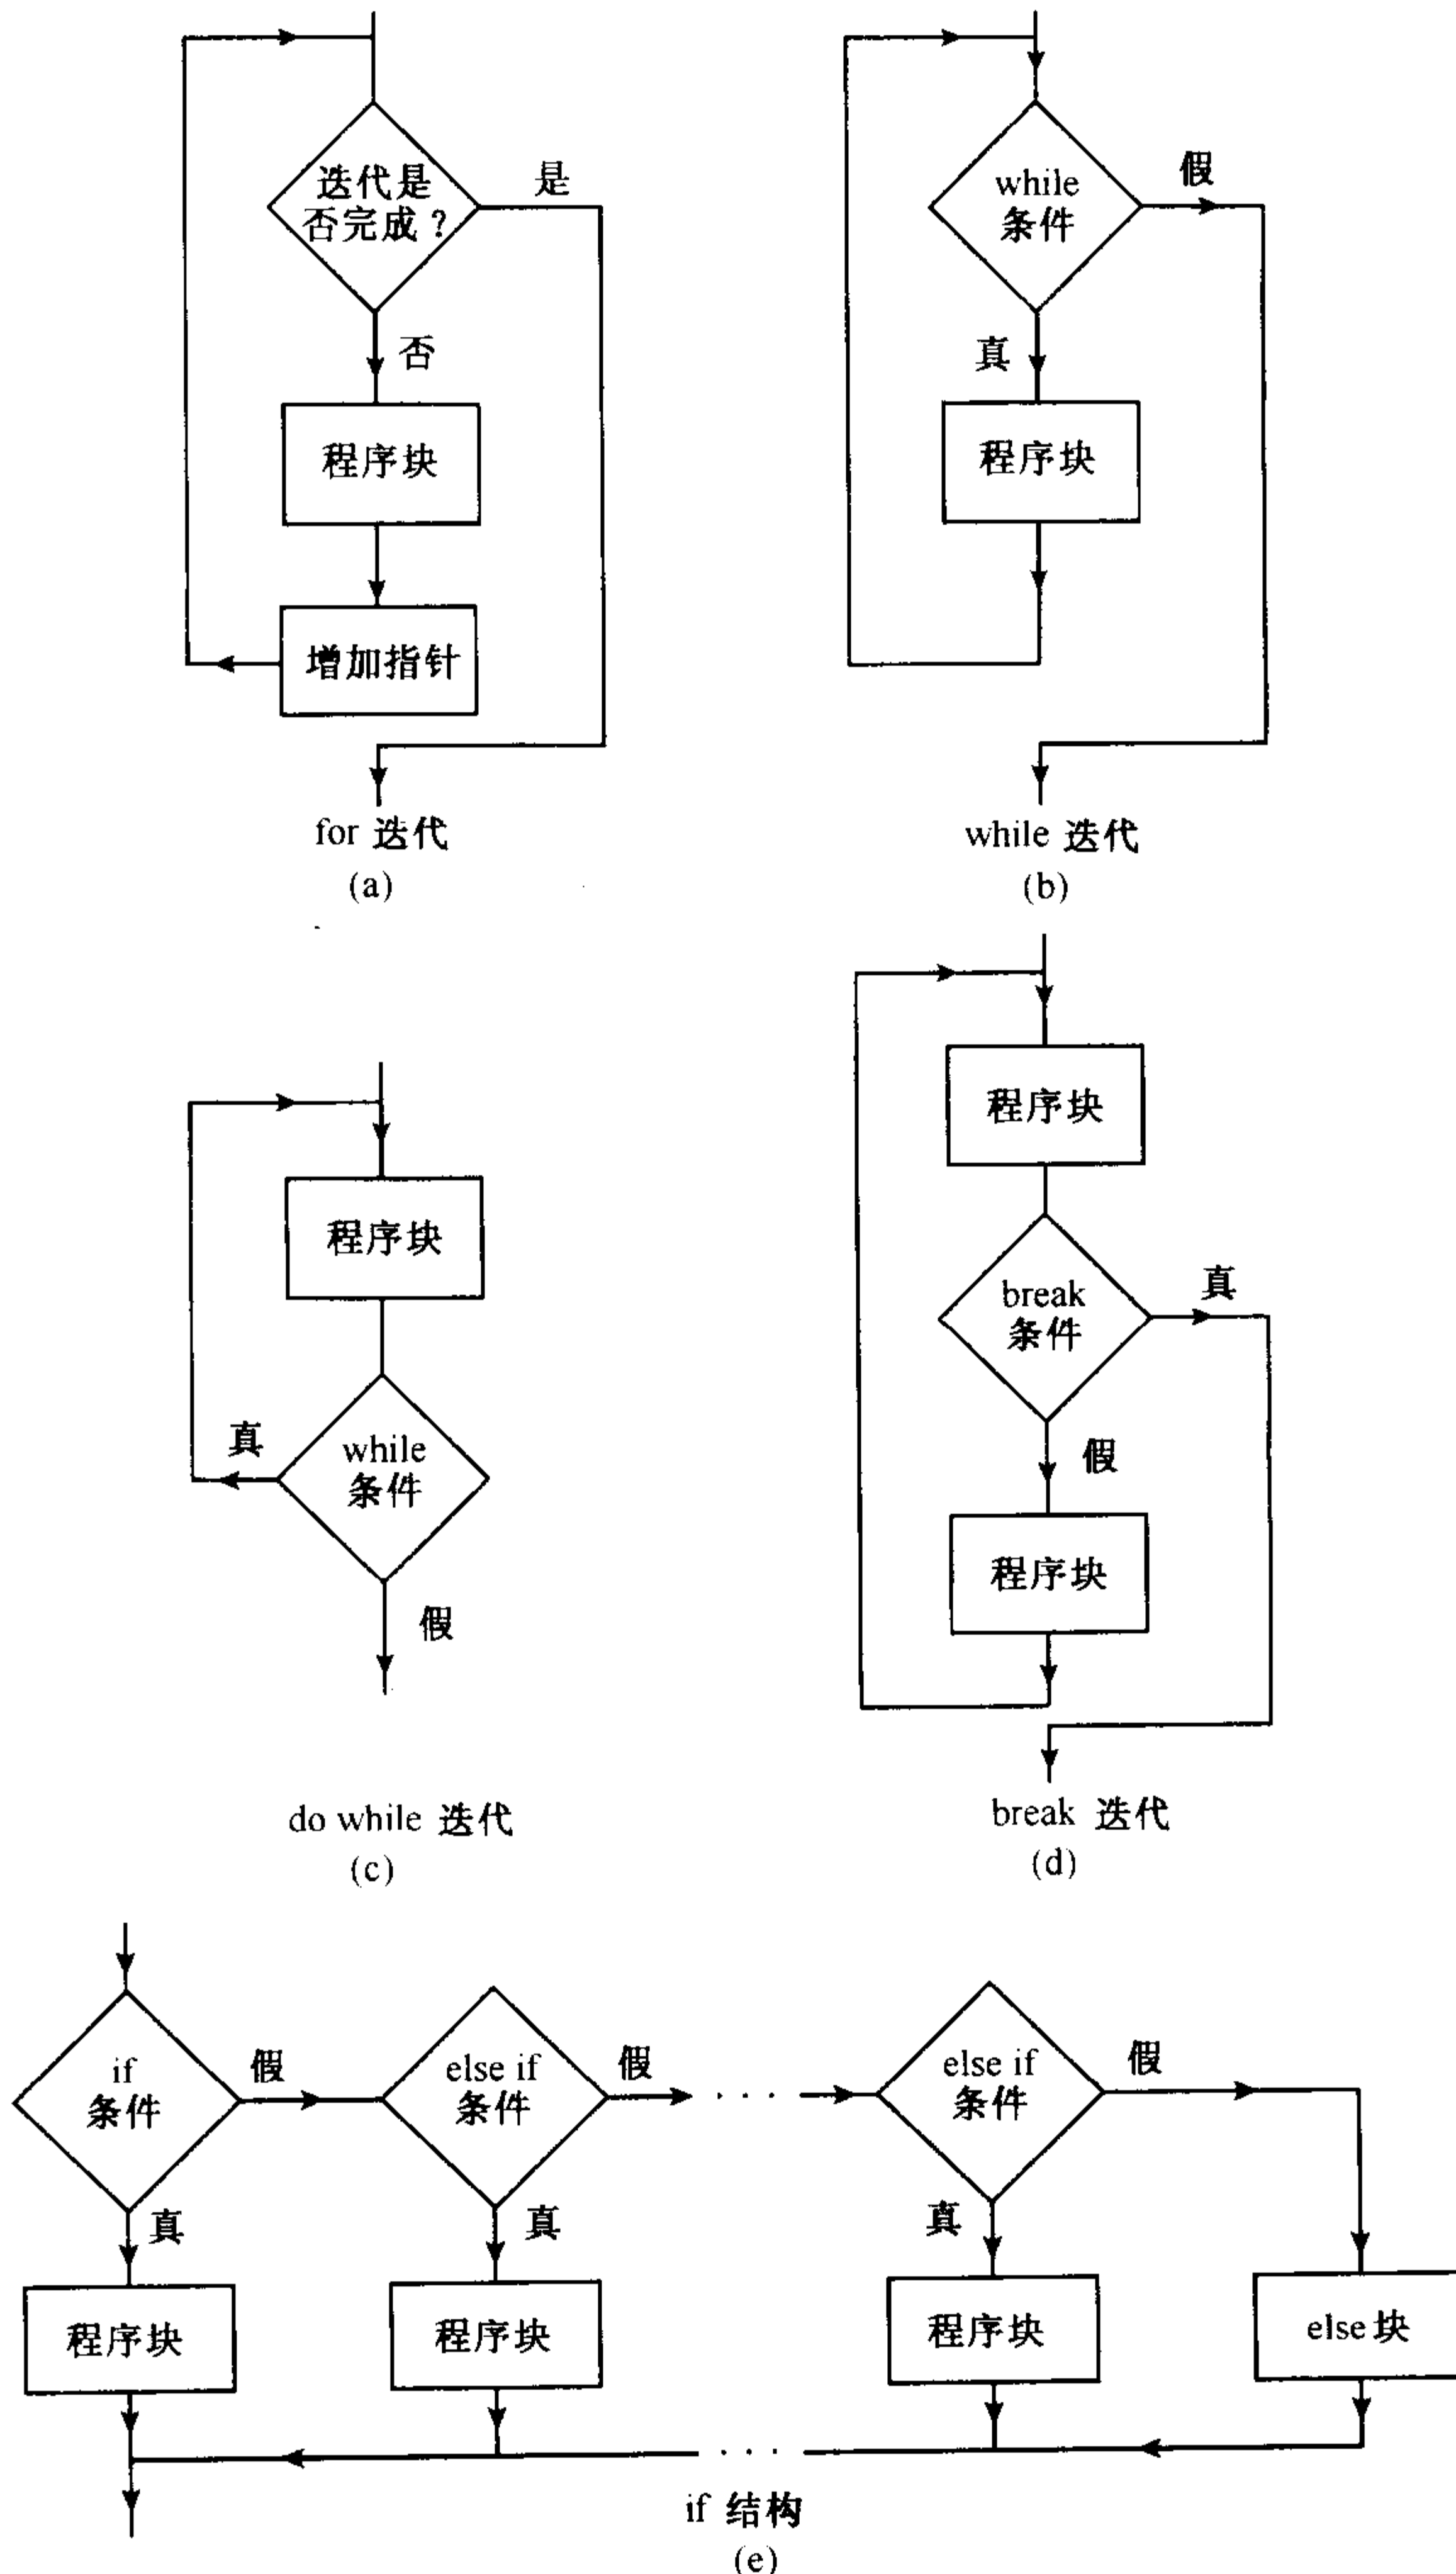 迭代是
否完成？
是
否
程序块
增加指针
for 迭代
(a)
while
条件
假
真
程序块
while 迭代
(b)
程序块
while
条件
真
假
do while 迭代
(c)
程序块
break
条件
真
假
程序块
break 迭代
(d)
if
条件
假
else if
条件
假
· · ·
else if
条件
假
真
真
真
程序块
程序块
程序块
else 块
· · ·
if 结构
(e)